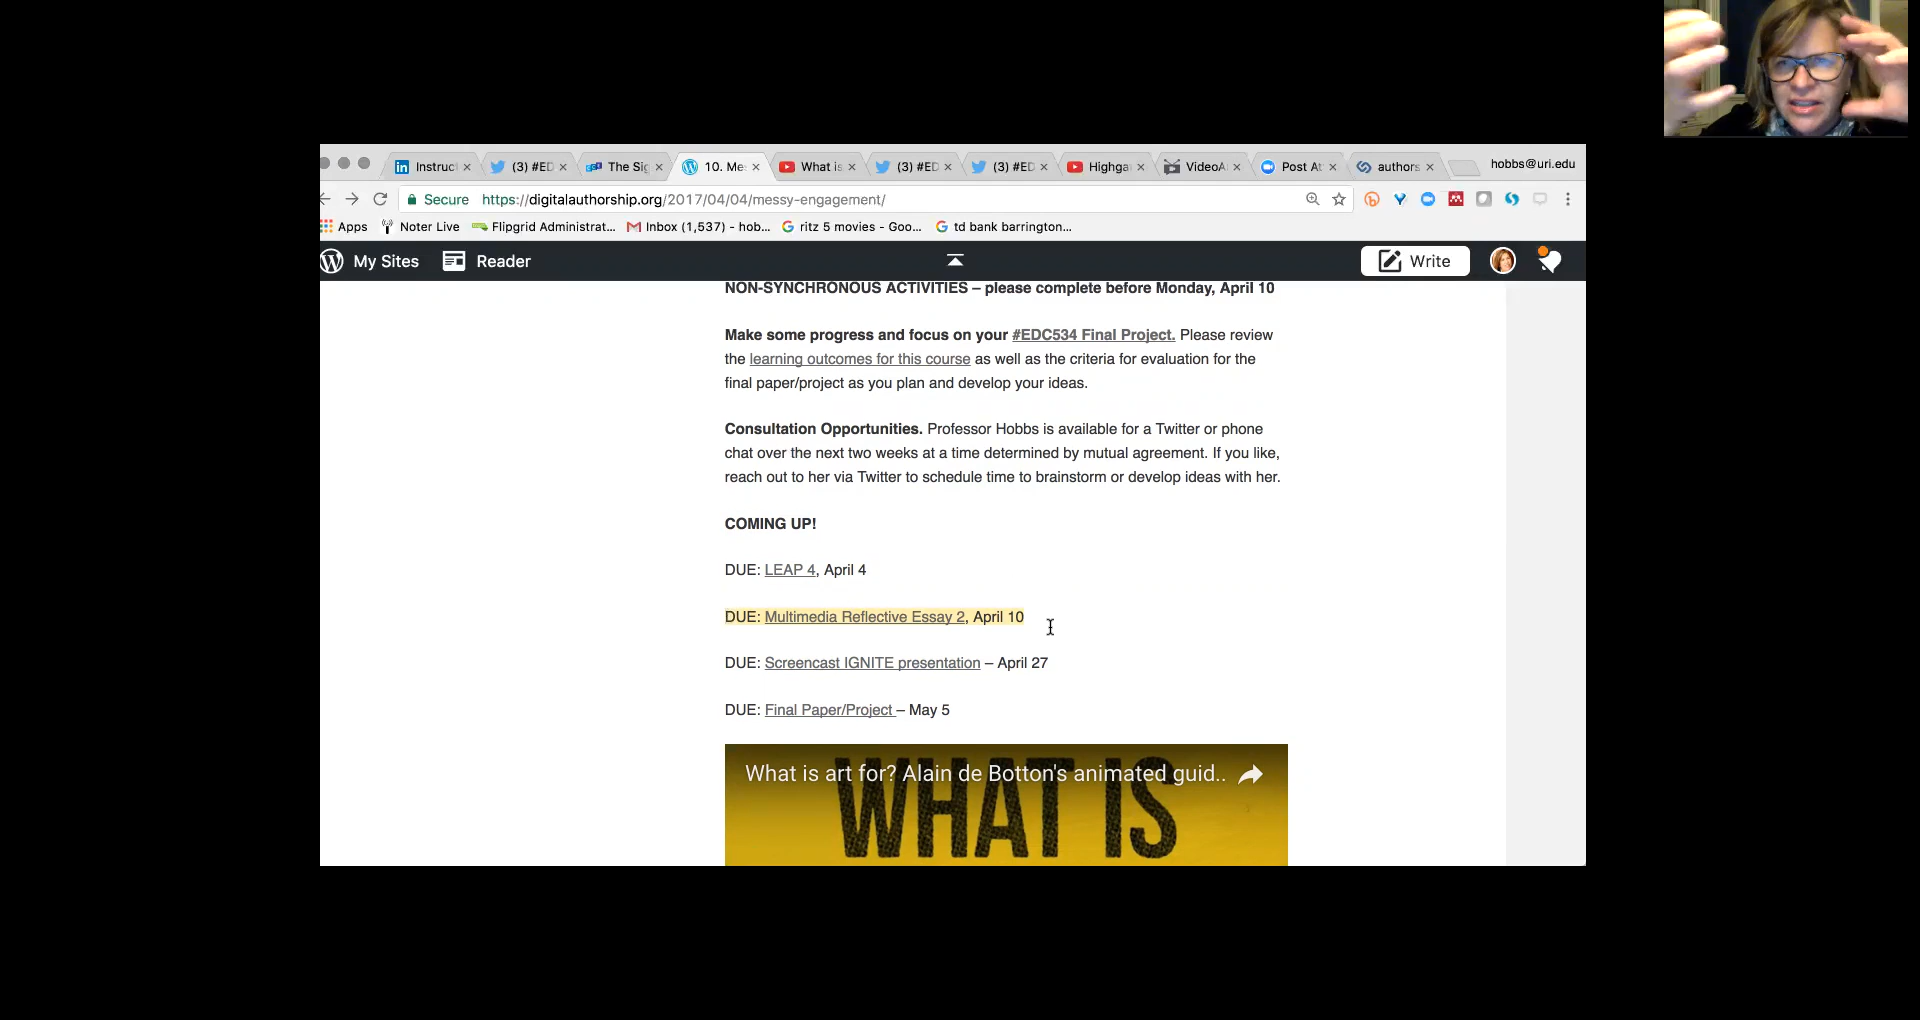 Instruc
(3) #ED
The Sig
10. Me
What is
(3) #ED
(3) #ED
Highga
VideoA
Post At
authors
hobbs@uri.edu
Secure https://digitalauthorship.org/2017/04/04/messy-engagement/
Apps
Noter Live
Flipgrid Administrat...
Inbox (1,537) - hob...
ritz 5 movies - Goo...
td bank barrington...
My Sites
Reader
Write
NON-SYNCHRONOUS ACTIVITIES – please complete before Monday, April 10
Make some progress and focus on your #EDC534 Final Project. Please review
the learning outcomes for this course as well as the criteria for evaluation for the
final paper/project as you plan and develop your ideas.
Consultation Opportunities. Professor Hobbs is available for a Twitter or phone
chat over the next two weeks at a time determined by mutual agreement. If you like,
reach out to her via Twitter to schedule time to brainstorm or develop ideas with her.
COMING UP!
DUE: LEAP 4, April 4
DUE: Multimedia Reflective Essay 2, April 10
DUE: Screencast IGNITE presentation – April 27
DUE: Final Paper/Project – May 5
What is art for? Alain de Botton's animated guid..
WHAT IS